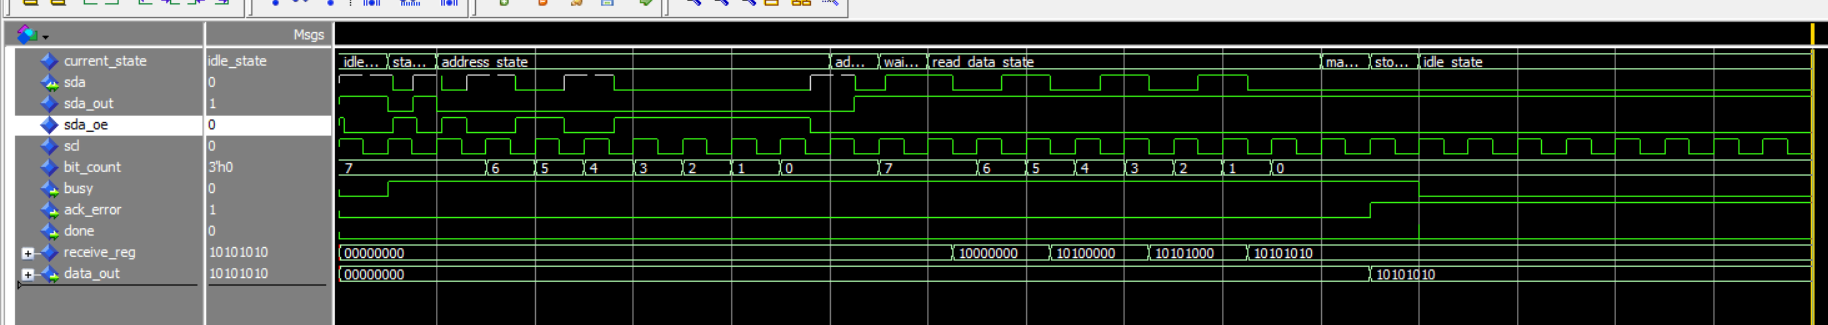 Msgs
current_state idle_state idle... sta... address_state ad... wai... read_data_state ma... sto... idle_state
sda 0
sda_out 1
sda_oe 0
scl 0
bit_count 3'h0 7 6 5 4 3 2 1 0 7 6 5 4 3 2 1 0
busy 0
ack_error 1
done 0
receive_reg 10101010 00000000 10000000 10100000 10101000 10101010
data_out 10101010 00000000 10101010